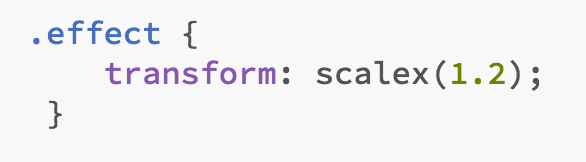 .effect {
    transform: scalex(1.2);
 }